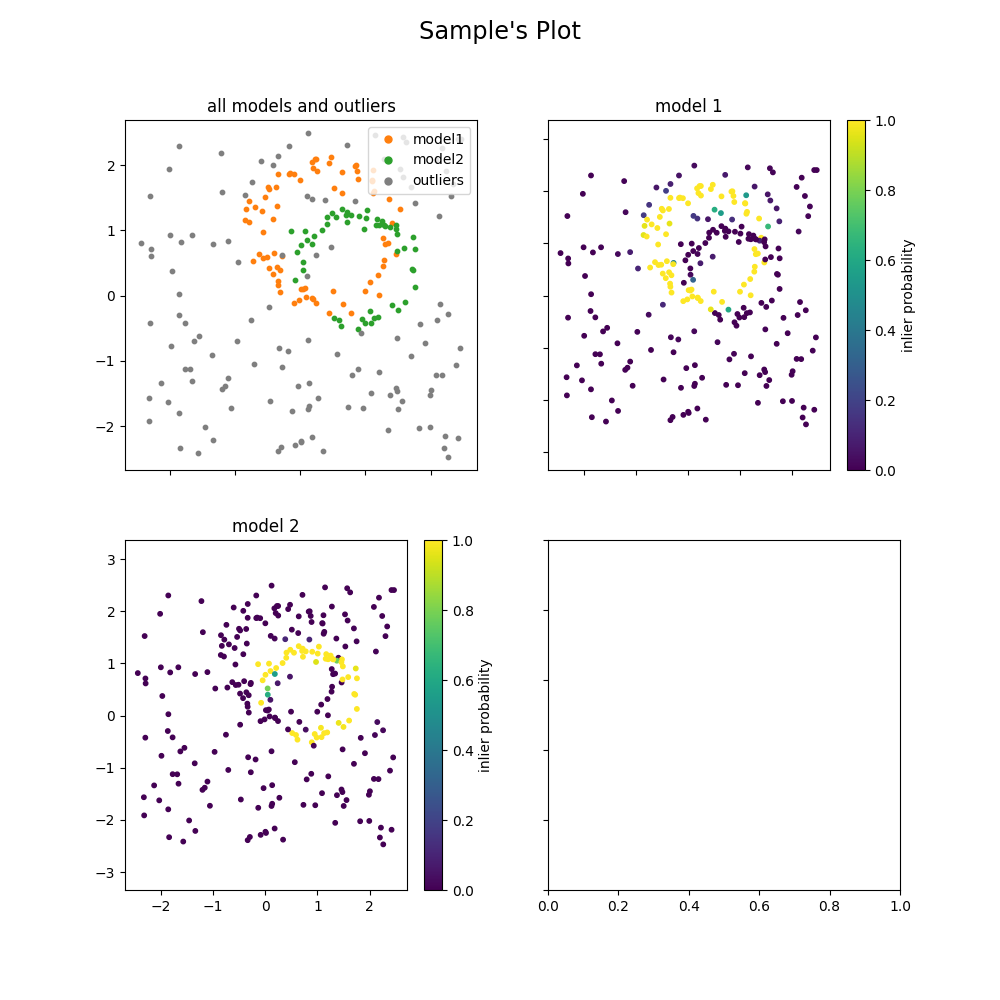 Sample's Plot
all models and outliers
model1
model2
outliers
2
1
0
−1
−2
model 1
1.0
0.8
0.6
0.4
0.2
0.0
inlier probability
model 2
3
2
1
0
−1
−2
−3
−2 −1 0 1 2
1.0
0.8
0.6
0.4
0.2
0.0
inlier probability
0.0 0.2 0.4 0.6 0.8 1.0